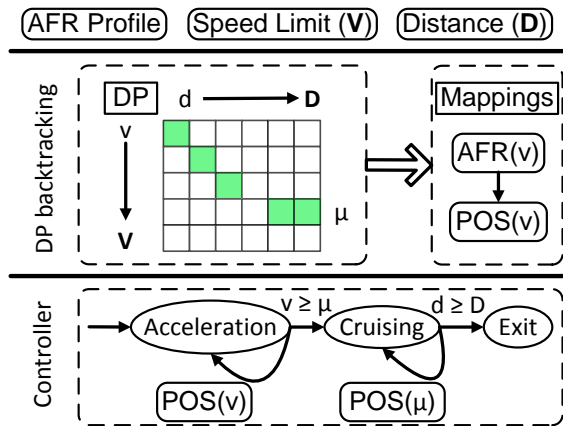 AFR Profile Speed Limit (V) Distance (D)
DP backtracking
DP d D
v
V
μ
Mappings
AFR(v)
POS(v)
Controller
v ≥ μ d ≥ D
Acceleration Cruising Exit
POS(v) POS(μ)